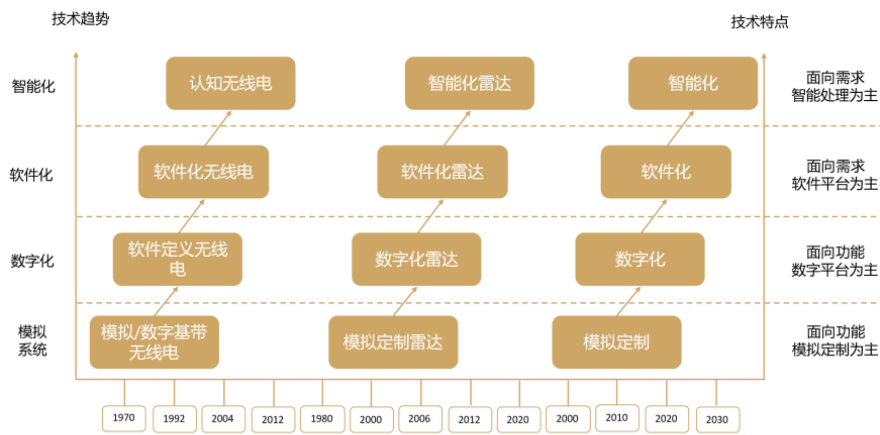 技术趋势
技术特点
智能化
认知无线电
智能化雷达
智能化
面向需求
智能处理为主
软件化
软件化无线电
软件化雷达
软件化
面向需求
软件平台为主
数字化
软件定义无线
电
数字化雷达
数字化
面向功能
数字平台为主
模拟
系统
模拟/数字基带
无线电
模拟定制雷达
模拟定制
面向功能
模拟定制为主
1970
1992
2004
2012
1980
2000
2006
2012
2020
2000
2010
2020
2030